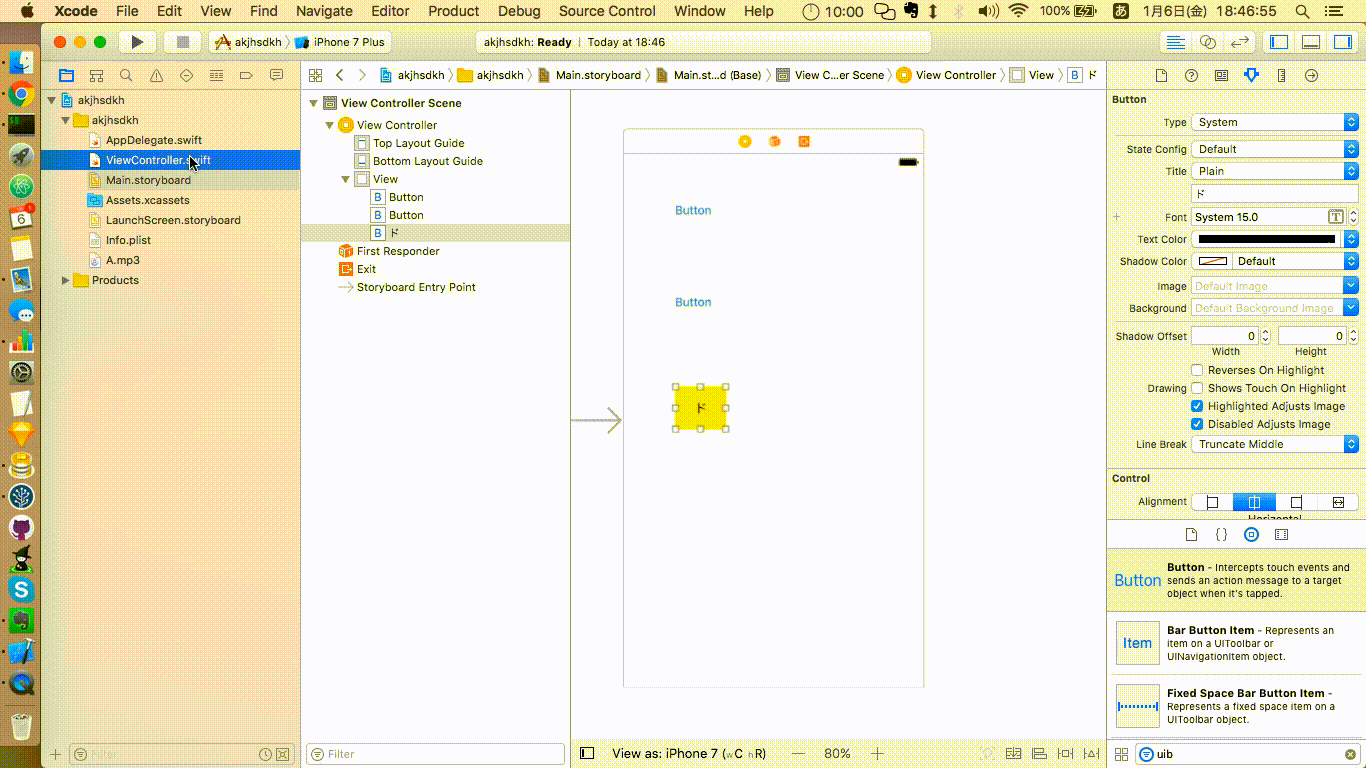 Xcode File Edit View Find Navigate Editor Product Debug Source Control Window Help 10:00 100% あ 1月6日(金) 18:46:55
akjhsdkh iPhone 7 Plus
akjhsdkh: Ready | Today at 18:46
akjhsdkh akjhsdkh Main.storyboard Main.st...d (Base) View C...er Scene View Controller View B ド
akjhsdkh
akjhsdkh
AppDelegate.swift
ViewController.swift
Main.storyboard
Assets.xcassets
LaunchScreen.storyboard
Info.plist
A.mp3
Products
Filter
View Controller Scene
View Controller
Top Layout Guide
Bottom Layout Guide
View
B Button
B Button
B ド
First Responder
Exit
Storyboard Entry Point
Filter
Button
Button
ド
View as: iPhone 7 (wC hR) — 80% +
Button
Type System
State Config Default
Title Plain
ド
Font System 15.0 T
Text Color
Shadow Color Default
Image Default Image
Background Default Background Image
Shadow Offset 0 0
Width Height
Reverses On Highlight
Drawing Shows Touch On Highlight
Highlighted Adjusts Image
Disabled Adjusts Image
Line Break Truncate Middle
Control
Alignment
Horizontal
Button
Button - Intercepts touch events and
sends an action message to a target
object when it's tapped.
Item
Bar Button Item - Represents an
item on a UIToolbar or
UINavigationItem object.
Fixed Space Bar Button Item -
Represents a fixed space item on a
UIToolbar object.
uib
6
S